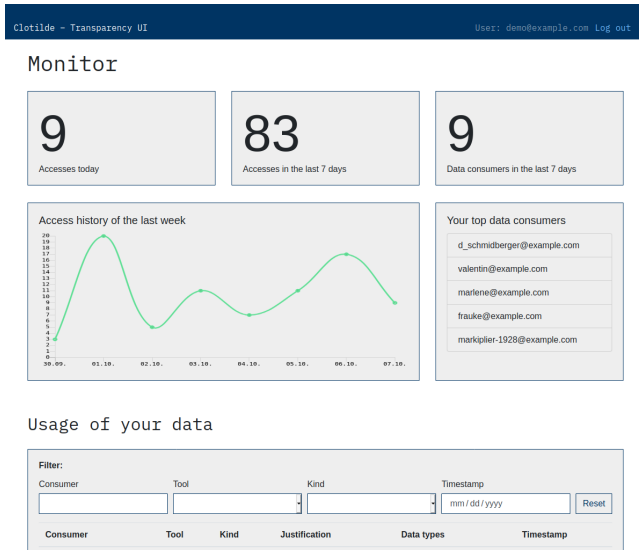 Clotilde – Transparency UI
User: demo@example.com Log out
Monitor
9
Accesses today
83
Accesses in the last 7 days
9
Data consumers in the last 7 days
Access history of the last week
20
19
18
17
16
15
14
13
12
11
10
9
8
7
6
5
4
3
2
1
0
30.09. 01.10. 02.10. 03.10. 04.10. 05.10. 06.10. 07.10.
Your top data consumers
d_schmidberger@example.com
valentin@example.com
marlene@example.com
frauke@example.com
markiplier-1928@example.com
Usage of your data
Filter:
Consumer Tool Kind Timestamp
mm/dd/yyyy Reset
Consumer Tool Kind Justification Data types Timestamp